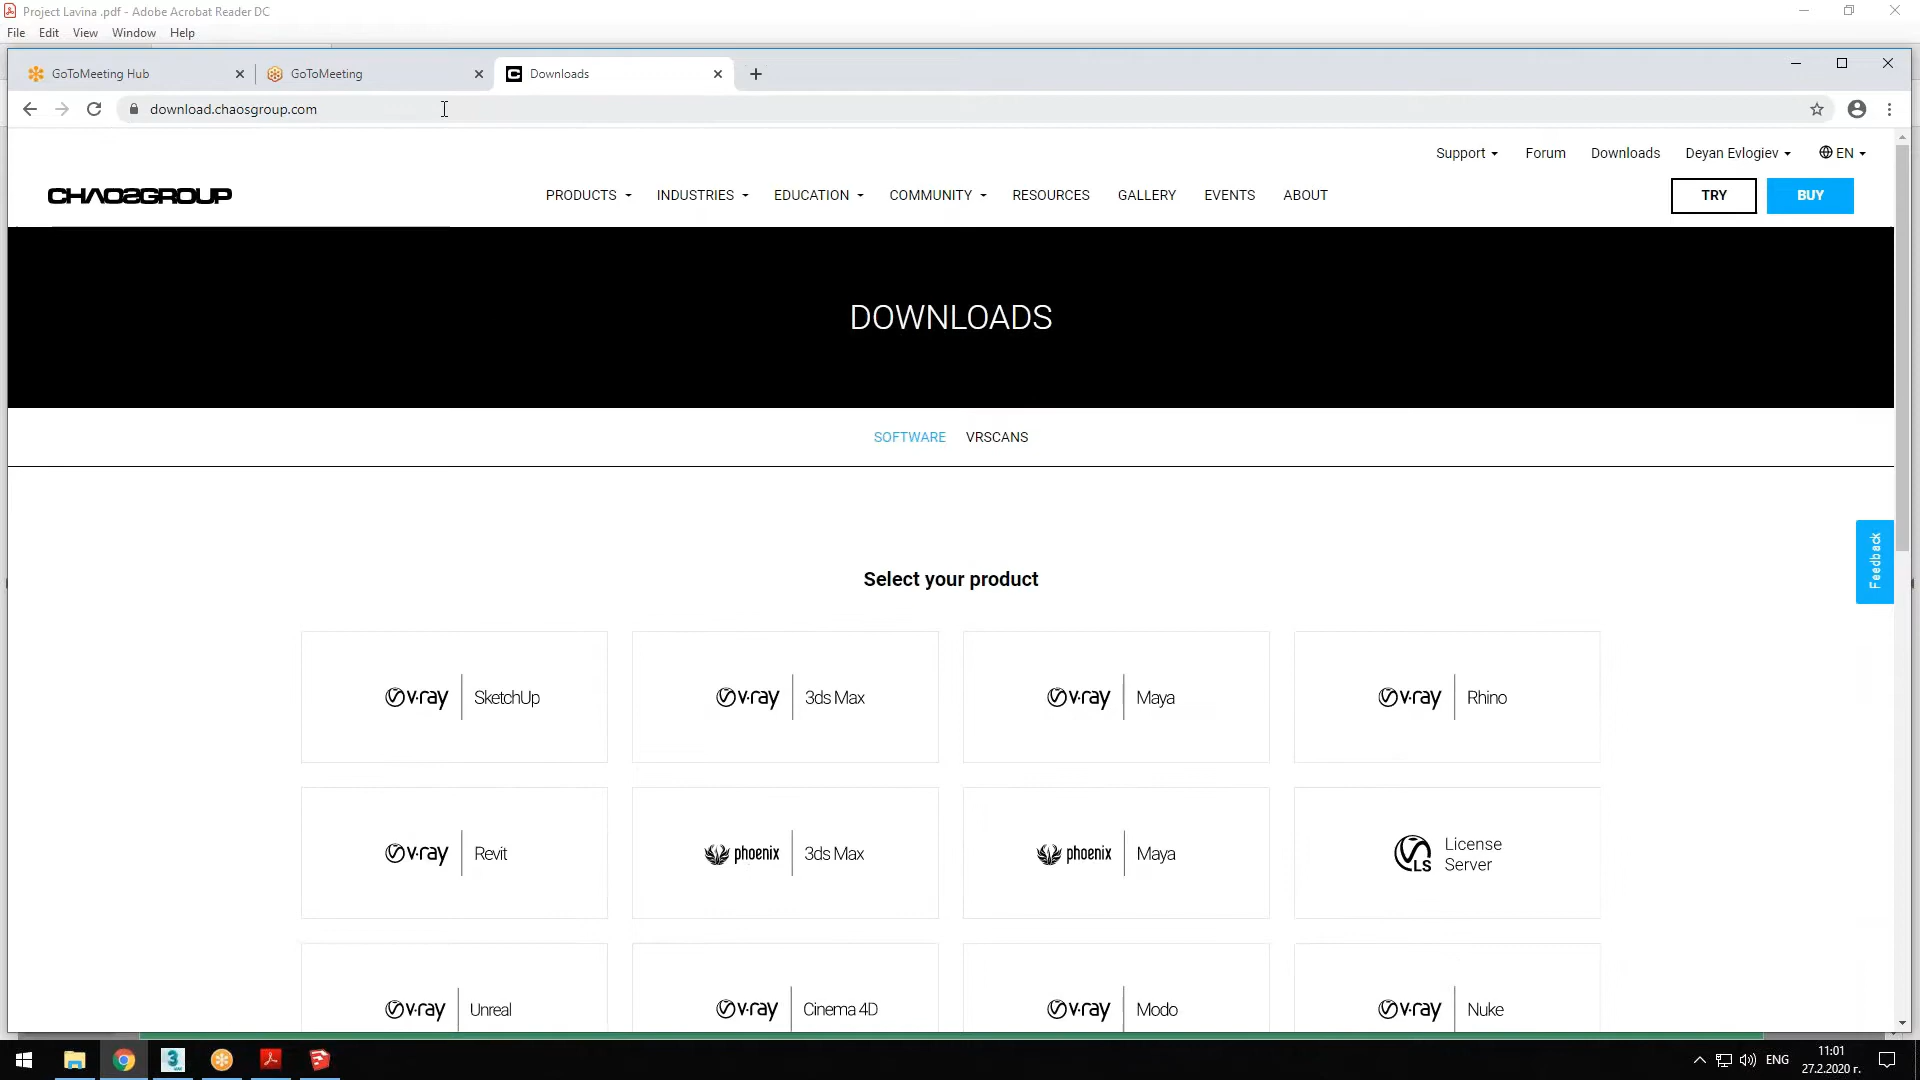 Project Lavina .pdf - Adobe Acrobat Reader DC
File Edit View Window Help
GoToMeeting Hub GoToMeeting Downloads
download.chaosgroup.com
Support Forum Downloads Deyan Evlogiev EN
CHAOSGROUP PRODUCTS INDUSTRIES EDUCATION COMMUNITY RESOURCES GALLERY EVENTS ABOUT TRY BUY
DOWNLOADS
SOFTWARE VRSCANS
Feedback
Select your product
v·ray SketchUp v·ray 3ds Max v·ray Maya v·ray Rhino
v·ray Revit phoenix 3ds Max phoenix Maya LS License Server
v·ray Unreal v·ray Cinema 4D v·ray Modo v·ray Nuke
ENG 11:01
27.2.2020 г.